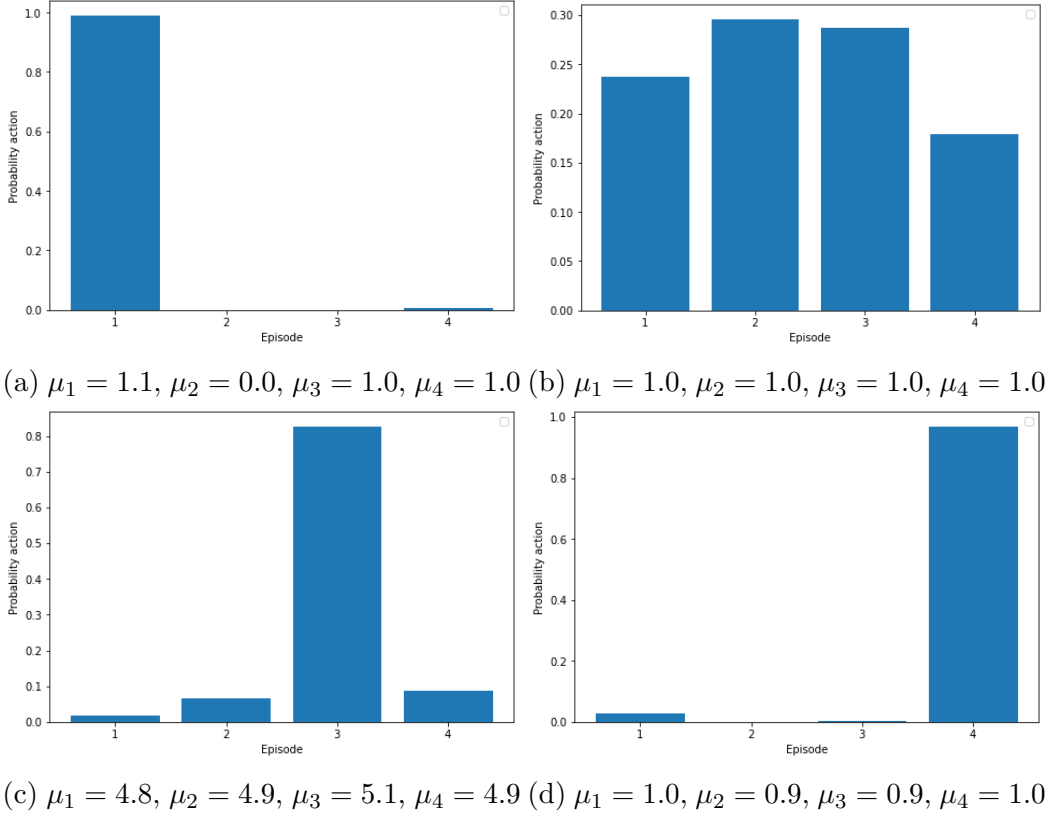 1.0
0.8
0.6
0.4
0.2
0.0
Probability action
1 2 3 4
Episode
0.30
0.25
0.20
0.15
0.10
0.05
0.00
Probability action
1 2 3 4
Episode
(a) μ₁ = 1.1, μ₂ = 0.0, μ₃ = 1.0, μ₄ = 1.0
(b) μ₁ = 1.0, μ₂ = 1.0, μ₃ = 1.0, μ₄ = 1.0
0.8
0.7
0.6
0.5
0.4
0.3
0.2
0.1
0.0
Probability action
1 2 3 4
Episode
1.0
0.8
0.6
0.4
0.2
0.0
Probability action
1 2 3 4
Episode
(c) μ₁ = 4.8, μ₂ = 4.9, μ₃ = 5.1, μ₄ = 4.9
(d) μ₁ = 1.0, μ₂ = 0.9, μ₃ = 0.9, μ₄ = 1.0